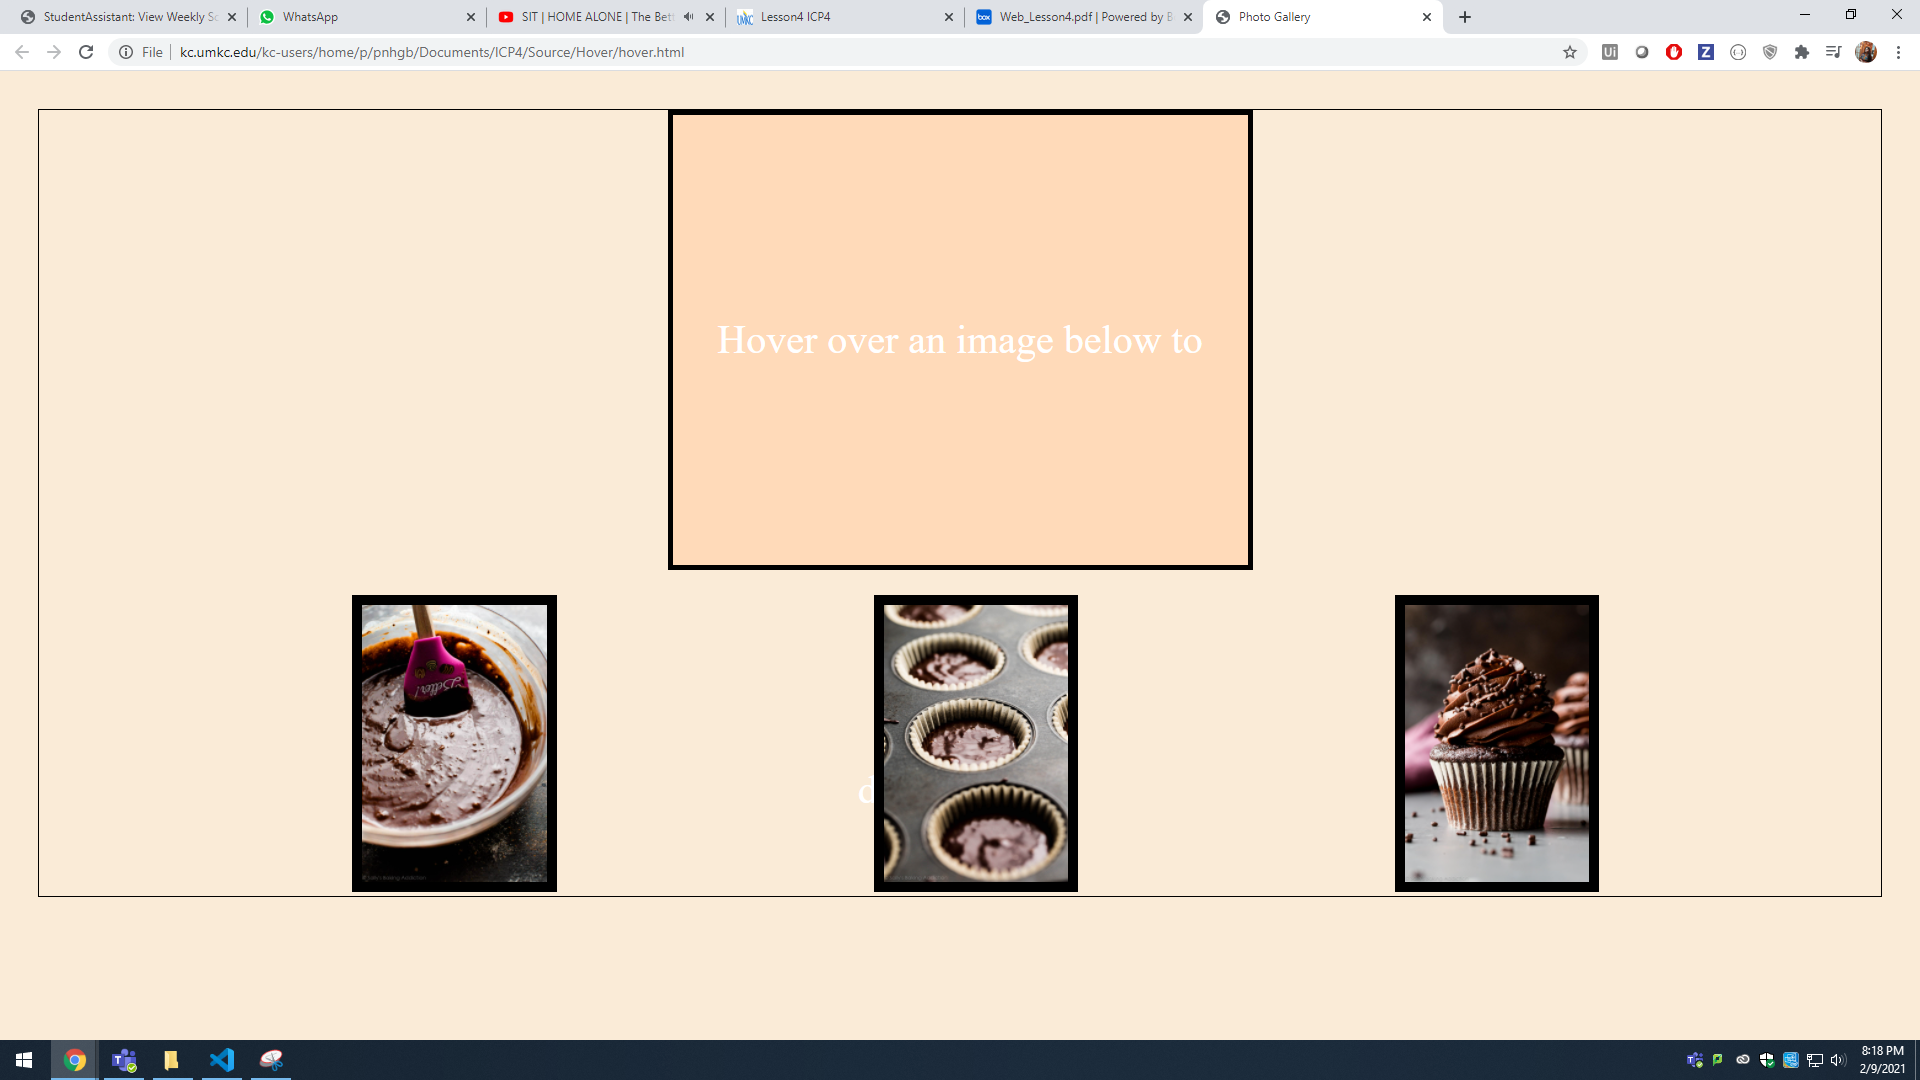 StudentAssistant: View Weekly Sc
WhatsApp
SIT | HOME ALONE | The Bett
Lesson4 ICP4
Web_Lesson4.pdf | Powered by B
Photo Gallery
File
kc.umkc.edu/kc-users/home/p/pnhgb/Documents/ICP4/Source/Hover/hover.html
Hover over an image below to
d
8:18 PM
2/9/2021